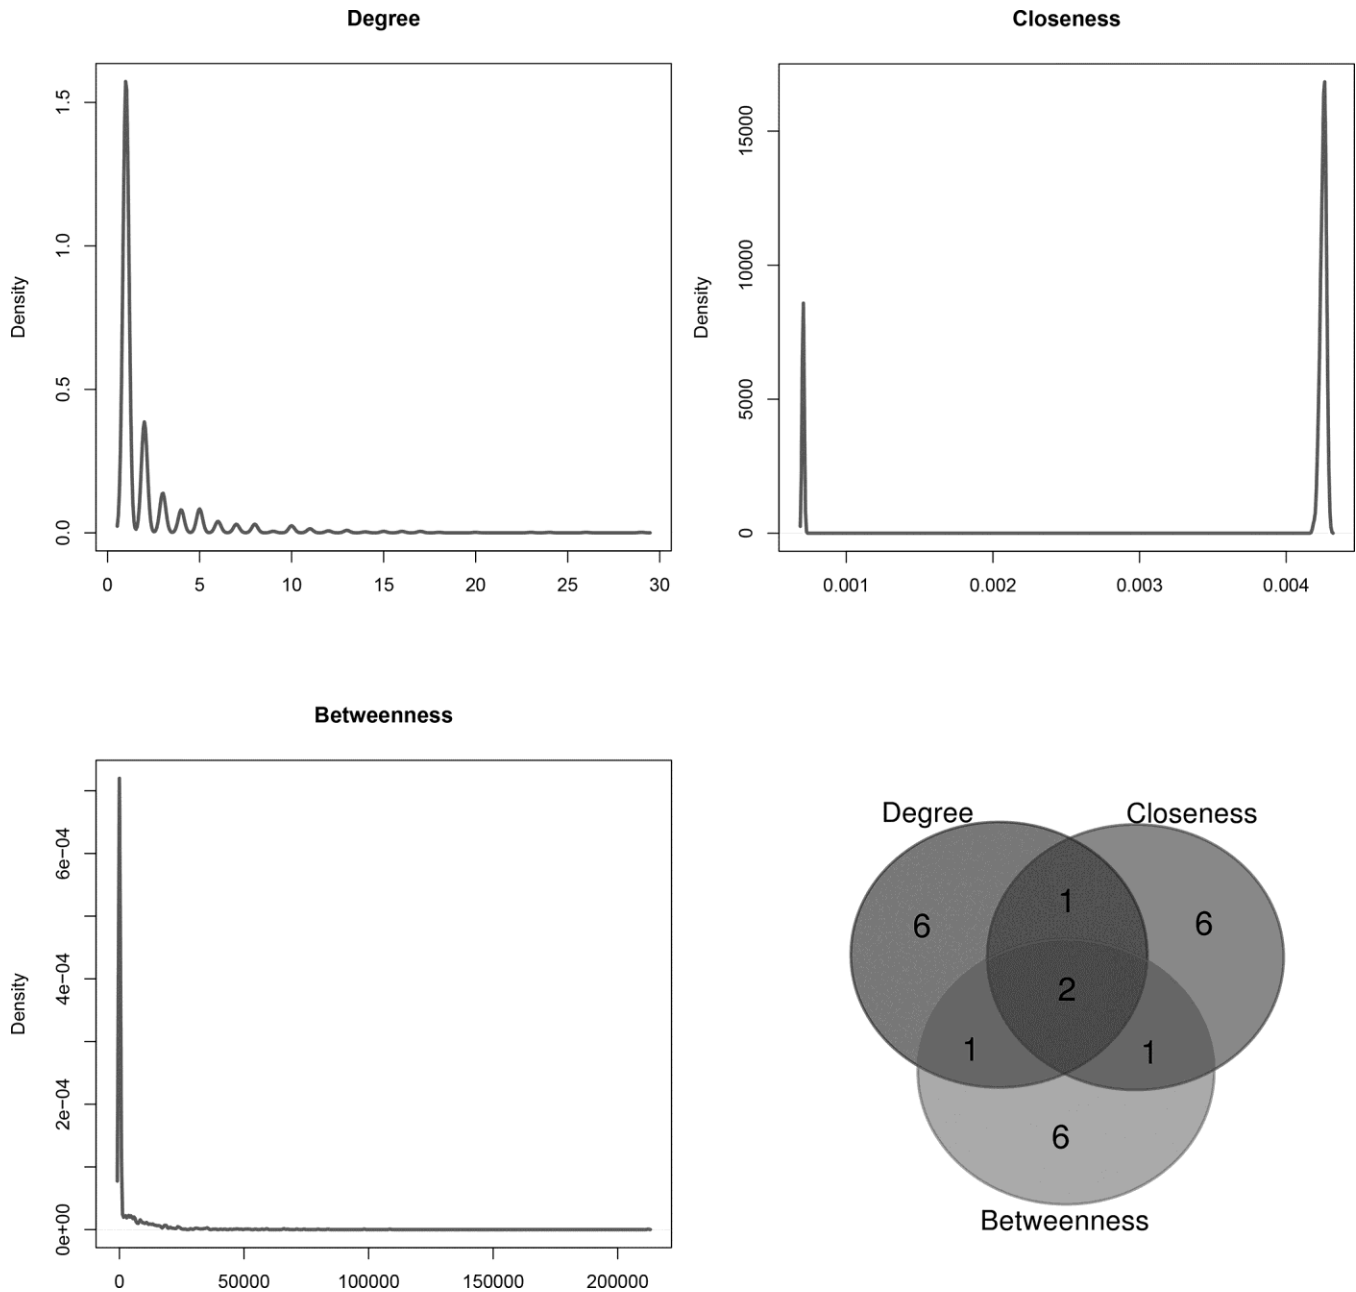 Degree
Density
0.0
0.5
1.0
1.5
0 5 10 15 20 25 30
Closeness
Density
0
5000
10000
15000
0.001 0.002 0.003 0.004
Betweenness
Density
0e+00
2e−04
4e−04
6e−04
0 50000 100000 150000 200000
Degree Closeness
1
6 6
2
1 1
6
Betweenness